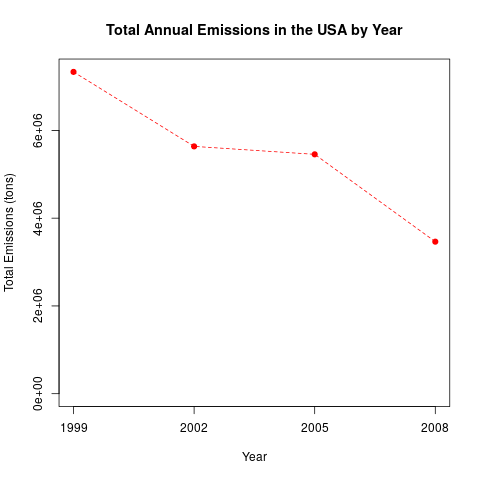 Total Annual Emissions in the USA by Year
Total Emissions (tons)
6e+06
4e+06
2e+06
0e+00
1999 2002 2005 2008
Year